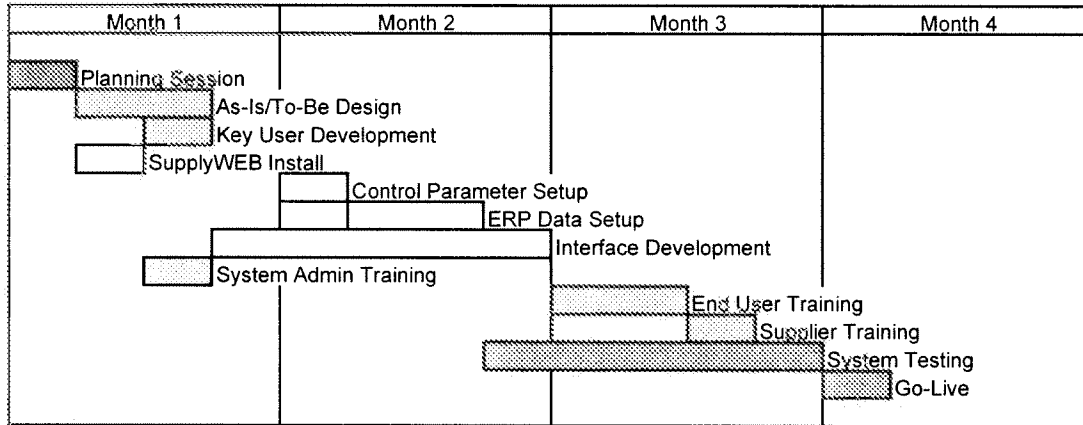 Month 1 Month 2 Month 3 Month 4
Planning Session
As-Is/To-Be Design
Key User Development
SupplyWEB Install
Control Parameter Setup
ERP Data Setup
Interface Development
System Admin Training
End User Training
Supplier Training
System Testing
Go-Live